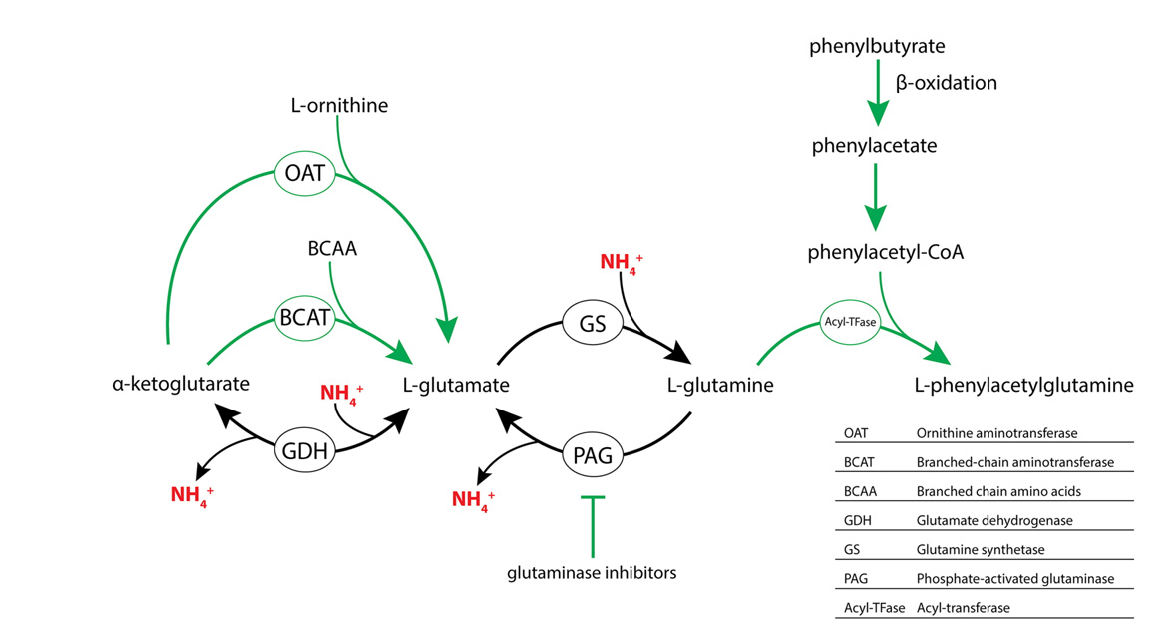 phenylbutyrate
β-oxidation
L-ornithine
phenylacetate
OAT
BCAA
phenylacetyl-CoA
NH4+
BCAT
GS
Acyl-TFase
α-ketoglutarate
L-glutamate
L-glutamine
L-phenylacetylglutamine
NH4+
GDH
PAG
NH4+
NH4+
glutaminase inhibitors
OAT Ornithine aminotransferase
BCAT Branched-chain aminotransferase
BCAA Branched chain amino acids
GDH Glutamate dehydrogenase
GS Glutamine synthetase
PAG Phosphate-activated glutaminase
Acyl-TFase Acyl-transferase